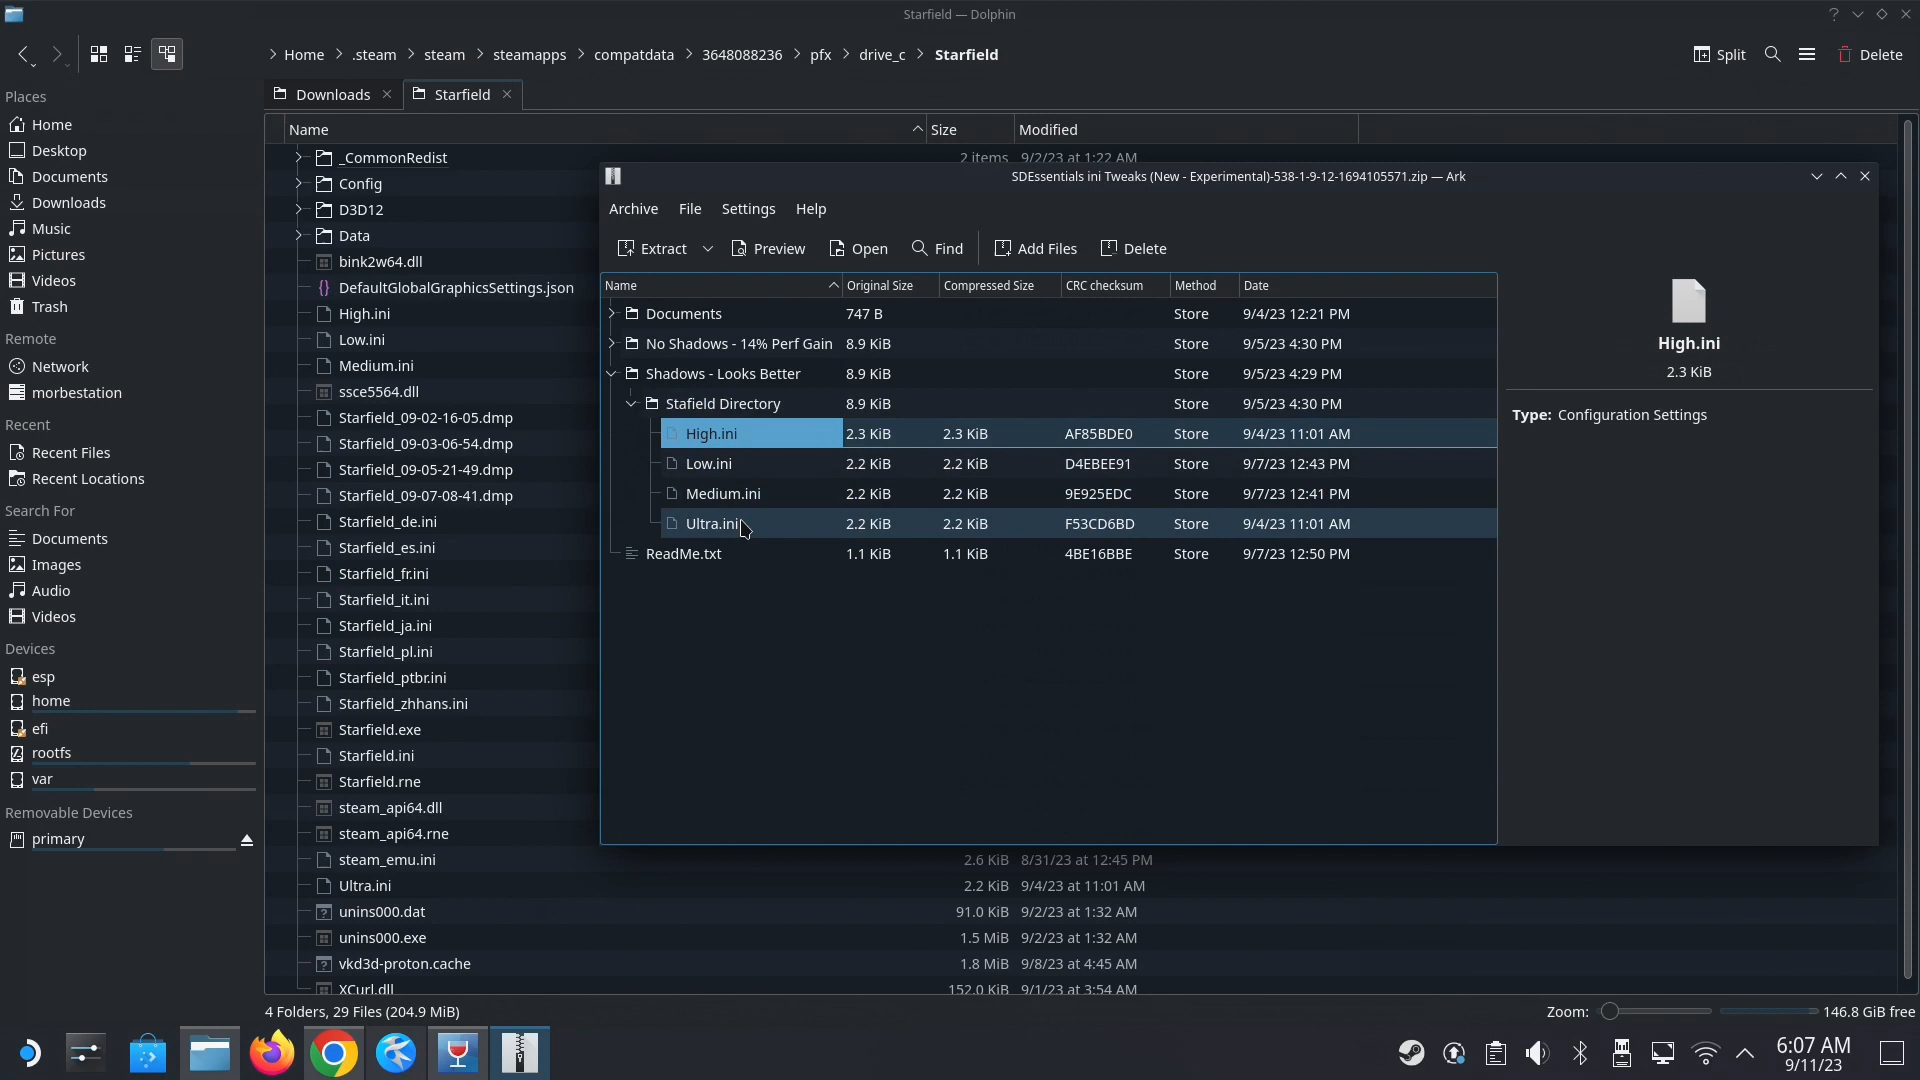 Starfield — Dolphin
Home .steam steam steamapps compatdata 3648088236 pfx drive_c Starfield
Split
Delete
Places
Home
Desktop
Documents
Downloads
Music
Pictures
Videos
Trash
Remote
Network
morbestation
Recent
Recent Files
Recent Locations
Search For
Documents
Images
Audio
Videos
Devices
esp
home
efi
rootfs
var
Removable Devices
primary
Downloads
Starfield
Name Size Modified
_CommonRedist 2 items 9/2/23 at 1:22 AM
Config
D3D12
Data
bink2w64.dll
DefaultGlobalGraphicsSettings.json
High.ini
Low.ini
Medium.ini
ssce5564.dll
Starfield_09-02-16-05.dmp
Starfield_09-03-06-54.dmp
Starfield_09-05-21-49.dmp
Starfield_09-07-08-41.dmp
Starfield_de.ini
Starfield_es.ini
Starfield_fr.ini
Starfield_it.ini
Starfield_ja.ini
Starfield_pl.ini
Starfield_ptbr.ini
Starfield_zhhans.ini
Starfield.exe
Starfield.ini
Starfield.rne
steam_api64.dll
steam_api64.rne
steam_emu.ini 2.6 KiB 8/31/23 at 12:45 PM
Ultra.ini 2.2 KiB 9/4/23 at 11:01 AM
unins000.dat 91.0 KiB 9/2/23 at 1:32 AM
unins000.exe 1.5 MiB 9/2/23 at 1:32 AM
vkd3d-proton.cache 1.8 MiB 9/8/23 at 4:45 AM
XCurl.dll 152.0 KiB 9/1/23 at 3:54 AM
SDEssentials ini Tweaks (New - Experimental)-538-1-9-12-1694105571.zip — Ark
Archive File Settings Help
Extract Preview Open Find Add Files Delete
Name Original Size Compressed Size CRC checksum Method Date
Documents 747 B Store 9/4/23 12:21 PM
No Shadows - 14% Perf Gain 8.9 KiB Store 9/5/23 4:30 PM
Shadows - Looks Better 8.9 KiB Store 9/5/23 4:29 PM
Stafield Directory 8.9 KiB Store 9/5/23 4:30 PM
High.ini 2.3 KiB 2.3 KiB AF85BDE0 Store 9/4/23 11:01 AM
Low.ini 2.2 KiB 2.2 KiB D4EBEE91 Store 9/7/23 12:43 PM
Medium.ini 2.2 KiB 2.2 KiB 9E925EDC Store 9/7/23 12:41 PM
Ultra.ini 2.2 KiB 2.2 KiB F53CD6BD Store 9/4/23 11:01 AM
ReadMe.txt 1.1 KiB 1.1 KiB 4BE16BBE Store 9/7/23 12:50 PM
High.ini
2.3 KiB
Type: Configuration Settings
4 Folders, 29 Files (204.9 MiB)
Zoom:
146.8 GiB free
6:07 AM
9/11/23